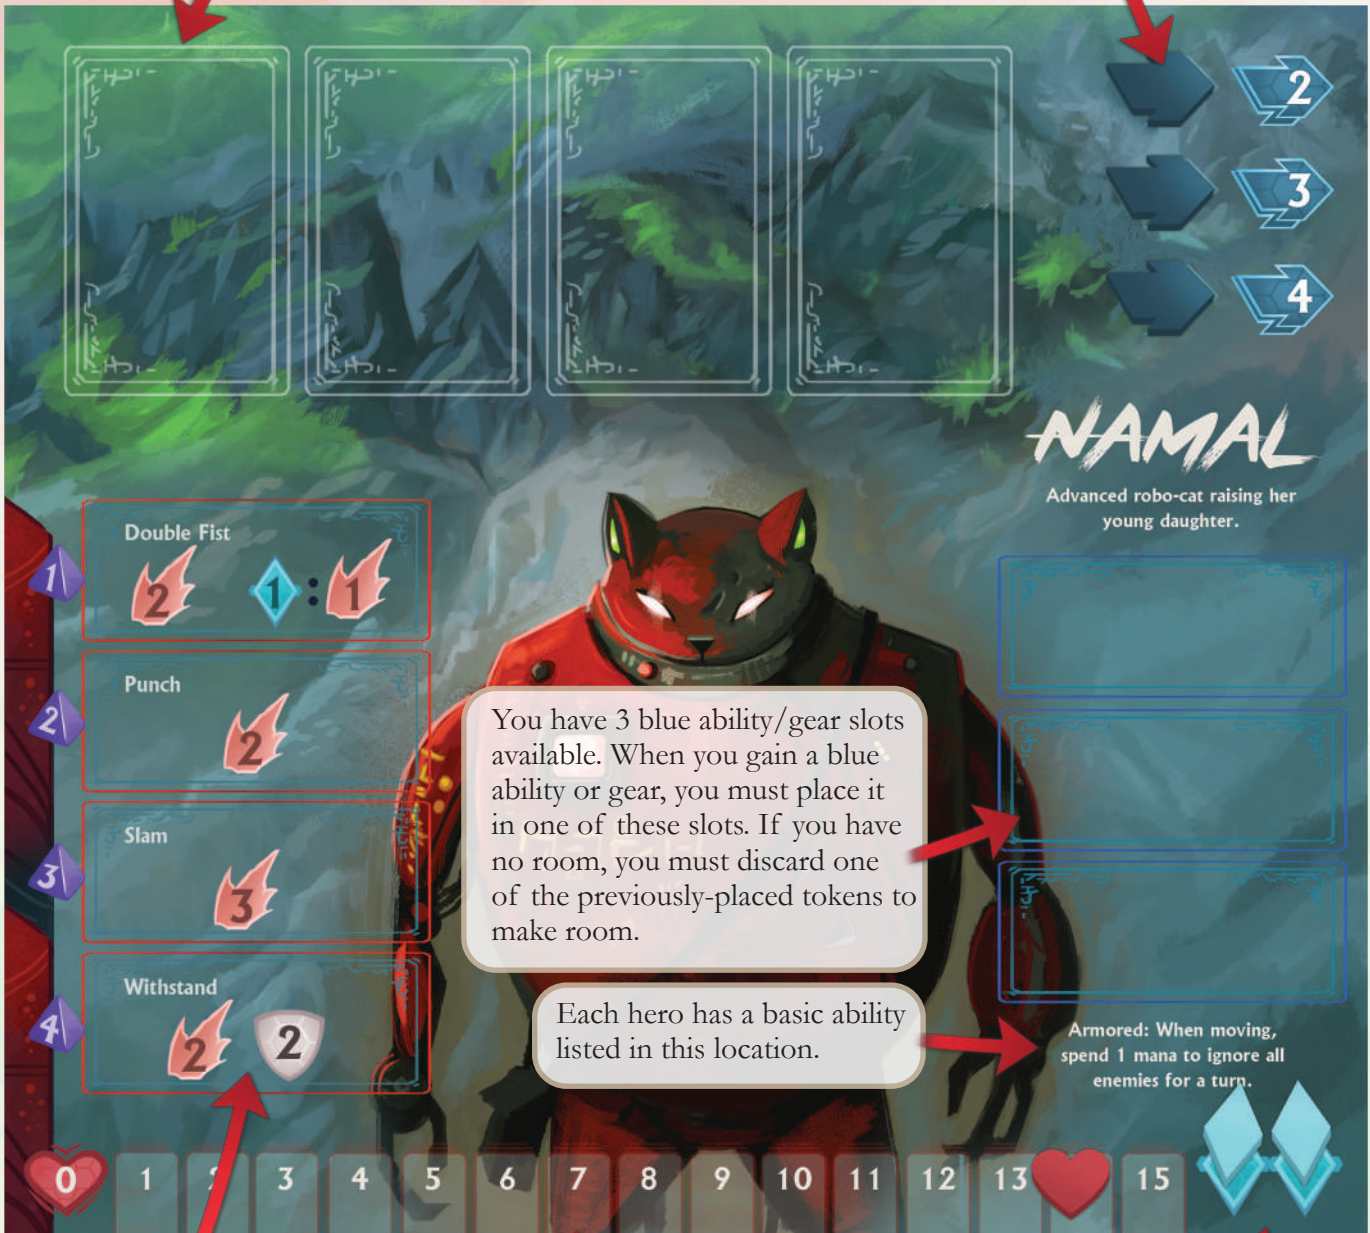 2
3
4
NAMAL
Advanced robo-cat raising her
young daughter.
Double Fist
1 2 1 : 1
Punch
2 2
Slam
3 3
Withstand
4 2 2
You have 3 blue ability/gear slots
available. When you gain a blue
ability or gear, you must place it
in one of these slots. If you have
no room, you must discard one
of the previously-placed tokens to
make room.
Each hero has a basic ability
listed in this location.
Armored: When moving,
spend 1 mana to ignore all
enemies for a turn.
0 1 2 3 4 5 6 7 8 9 10 11 12 13 15